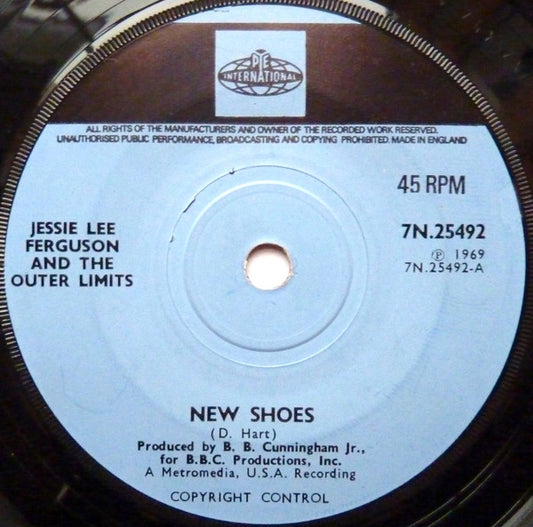 PYE
INTERNATIONAL
ALL RIGHTS OF THE MANUFACTURERS AND OWNER OF THE RECORDED WORK RESERVED.
UNAUTHORISED PUBLIC PERFORMANCE, BROADCASTING AND COPYING PROHIBITED. MADE IN ENGLAND
45 RPM
JESSIE LEE
FERGUSON
AND THE
OUTER LIMITS
7N.25492
Ⓟ 1969
7N.25492-A
NEW SHOES
(D. Hart)
Produced by B. B. Cunningham Jr.,
for B.B.C. Productions, Inc.
A Metromedia, U.S.A. Recording
COPYRIGHT CONTROL